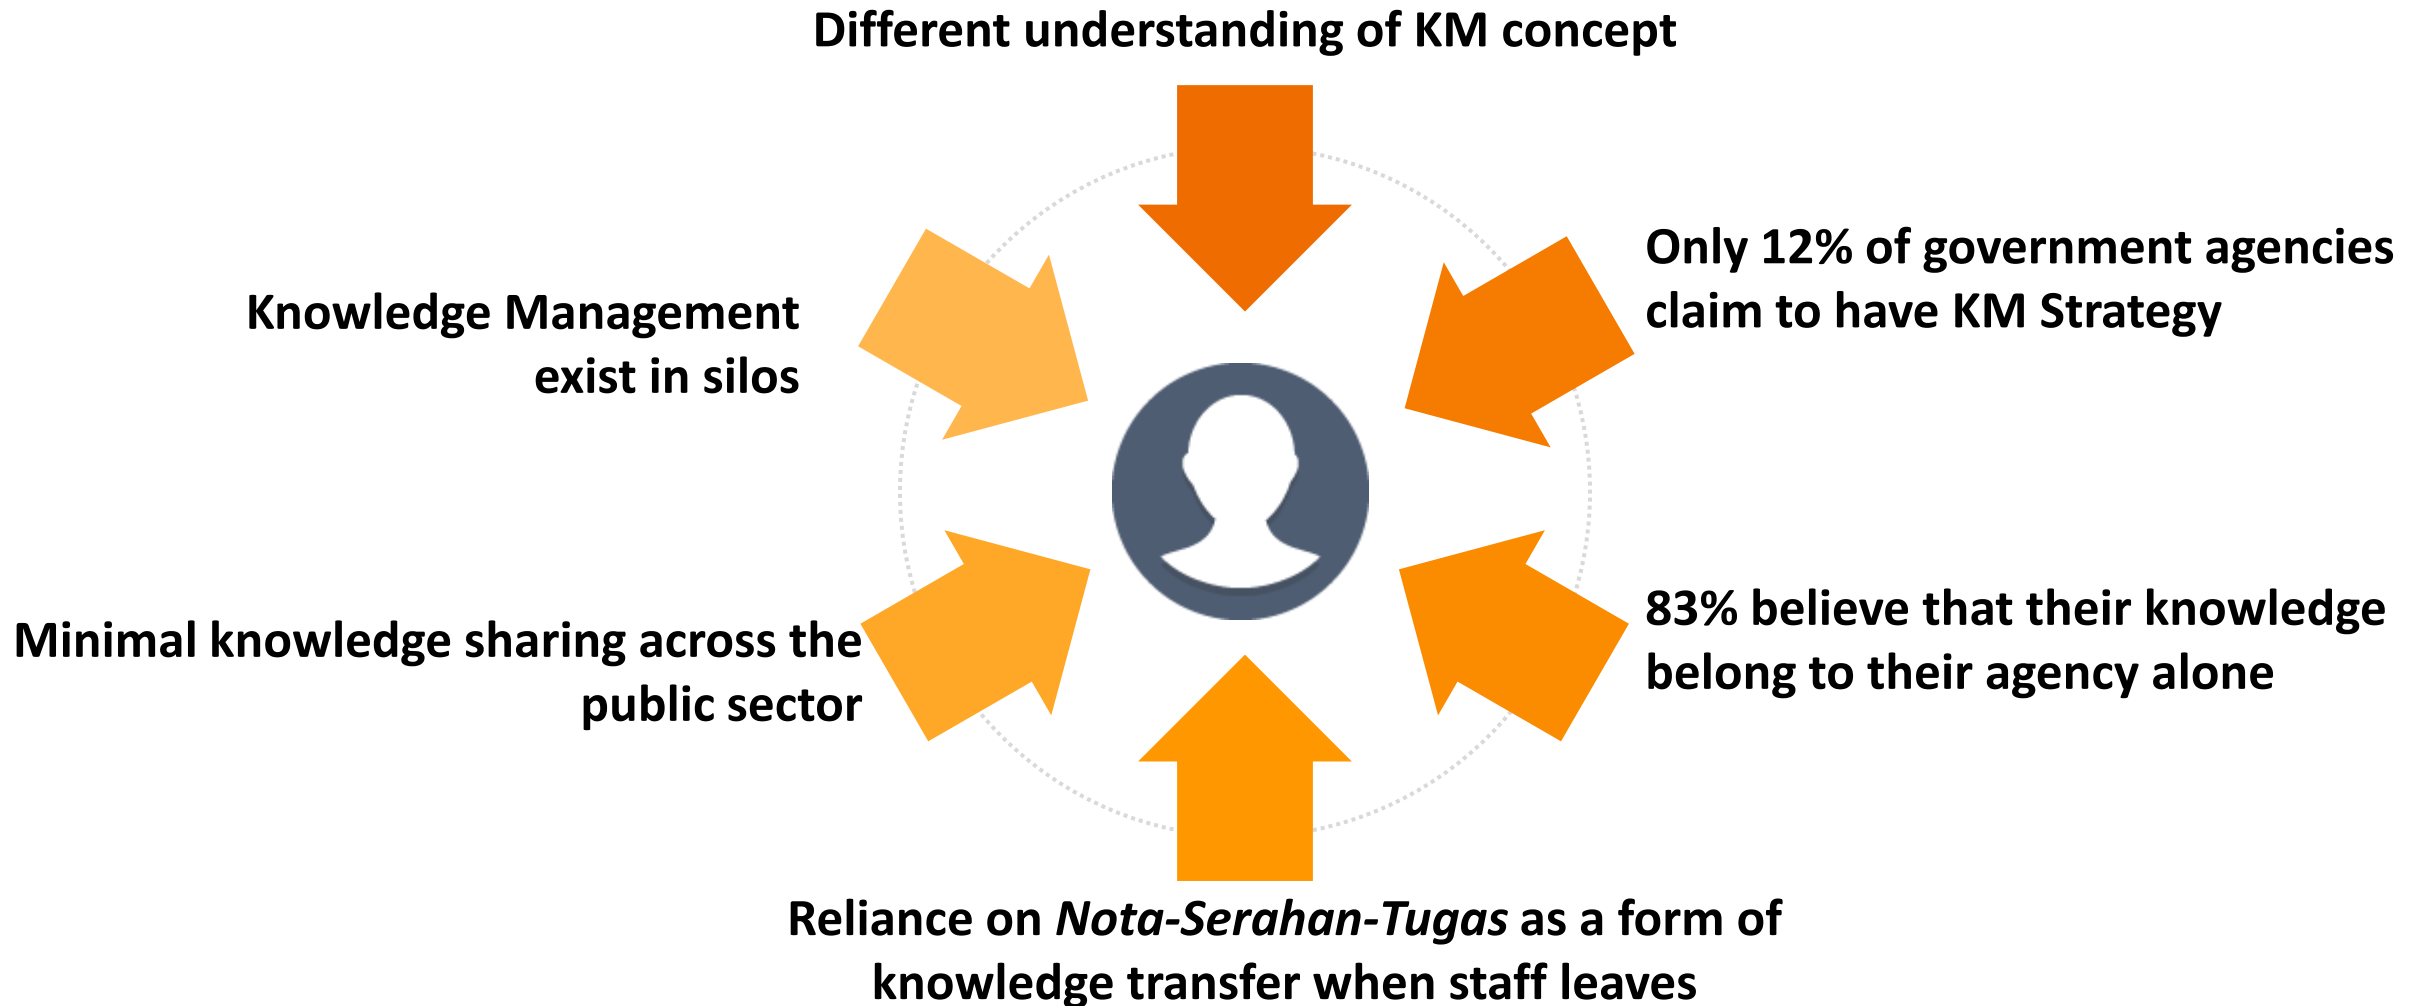 Different understanding of KM concept
Only 12% of government agencies
claim to have KM Strategy
83% believe that their knowledge
belong to their agency alone
Reliance on Nota-Serahan-Tugas as a form of
knowledge transfer when staff leaves
Minimal knowledge sharing across the
public sector
Knowledge Management
exist in silos